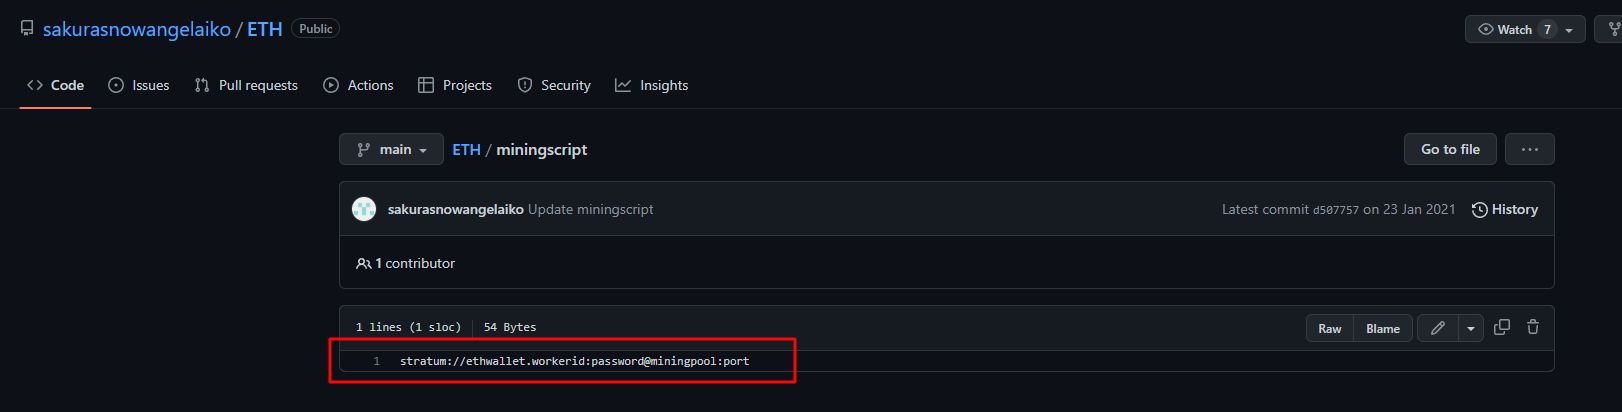 sakurasnowangelaiko / ETH Public
Watch 7
Code Issues Pull requests Actions Projects Security Insights
main ETH / miningscript Go to file
sakurasnowangelaiko Update miningscript Latest commit d507757 on 23 Jan 2021 History
1 contributor
1 lines (1 sloc) 54 Bytes Raw Blame
1 stratum://ethwallet.workerid:password@miningpool:port